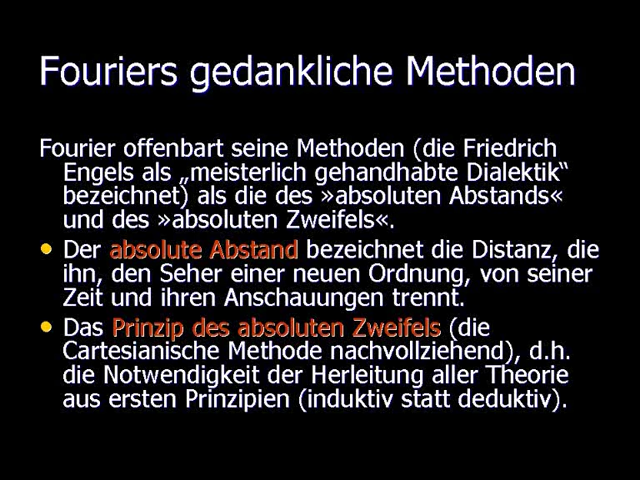 Fouriers gedankliche Methoden
Fourier offenbart seine Methoden (die Friedrich
Engels als „meisterlich gehandhabte Dialektik“
bezeichnet) als die des »absoluten Abstands«
und des »absoluten Zweifels«.
• Der absolute Abstand bezeichnet die Distanz, die
ihn, den Seher einer neuen Ordnung, von seiner
Zeit und ihren Anschauungen trennt.
• Das Prinzip des absoluten Zweifels (die
Cartesianische Methode nachvollziehend), d.h.
die Notwendigkeit der Herleitung aller Theorie
aus ersten Prinzipien (induktiv statt deduktiv).